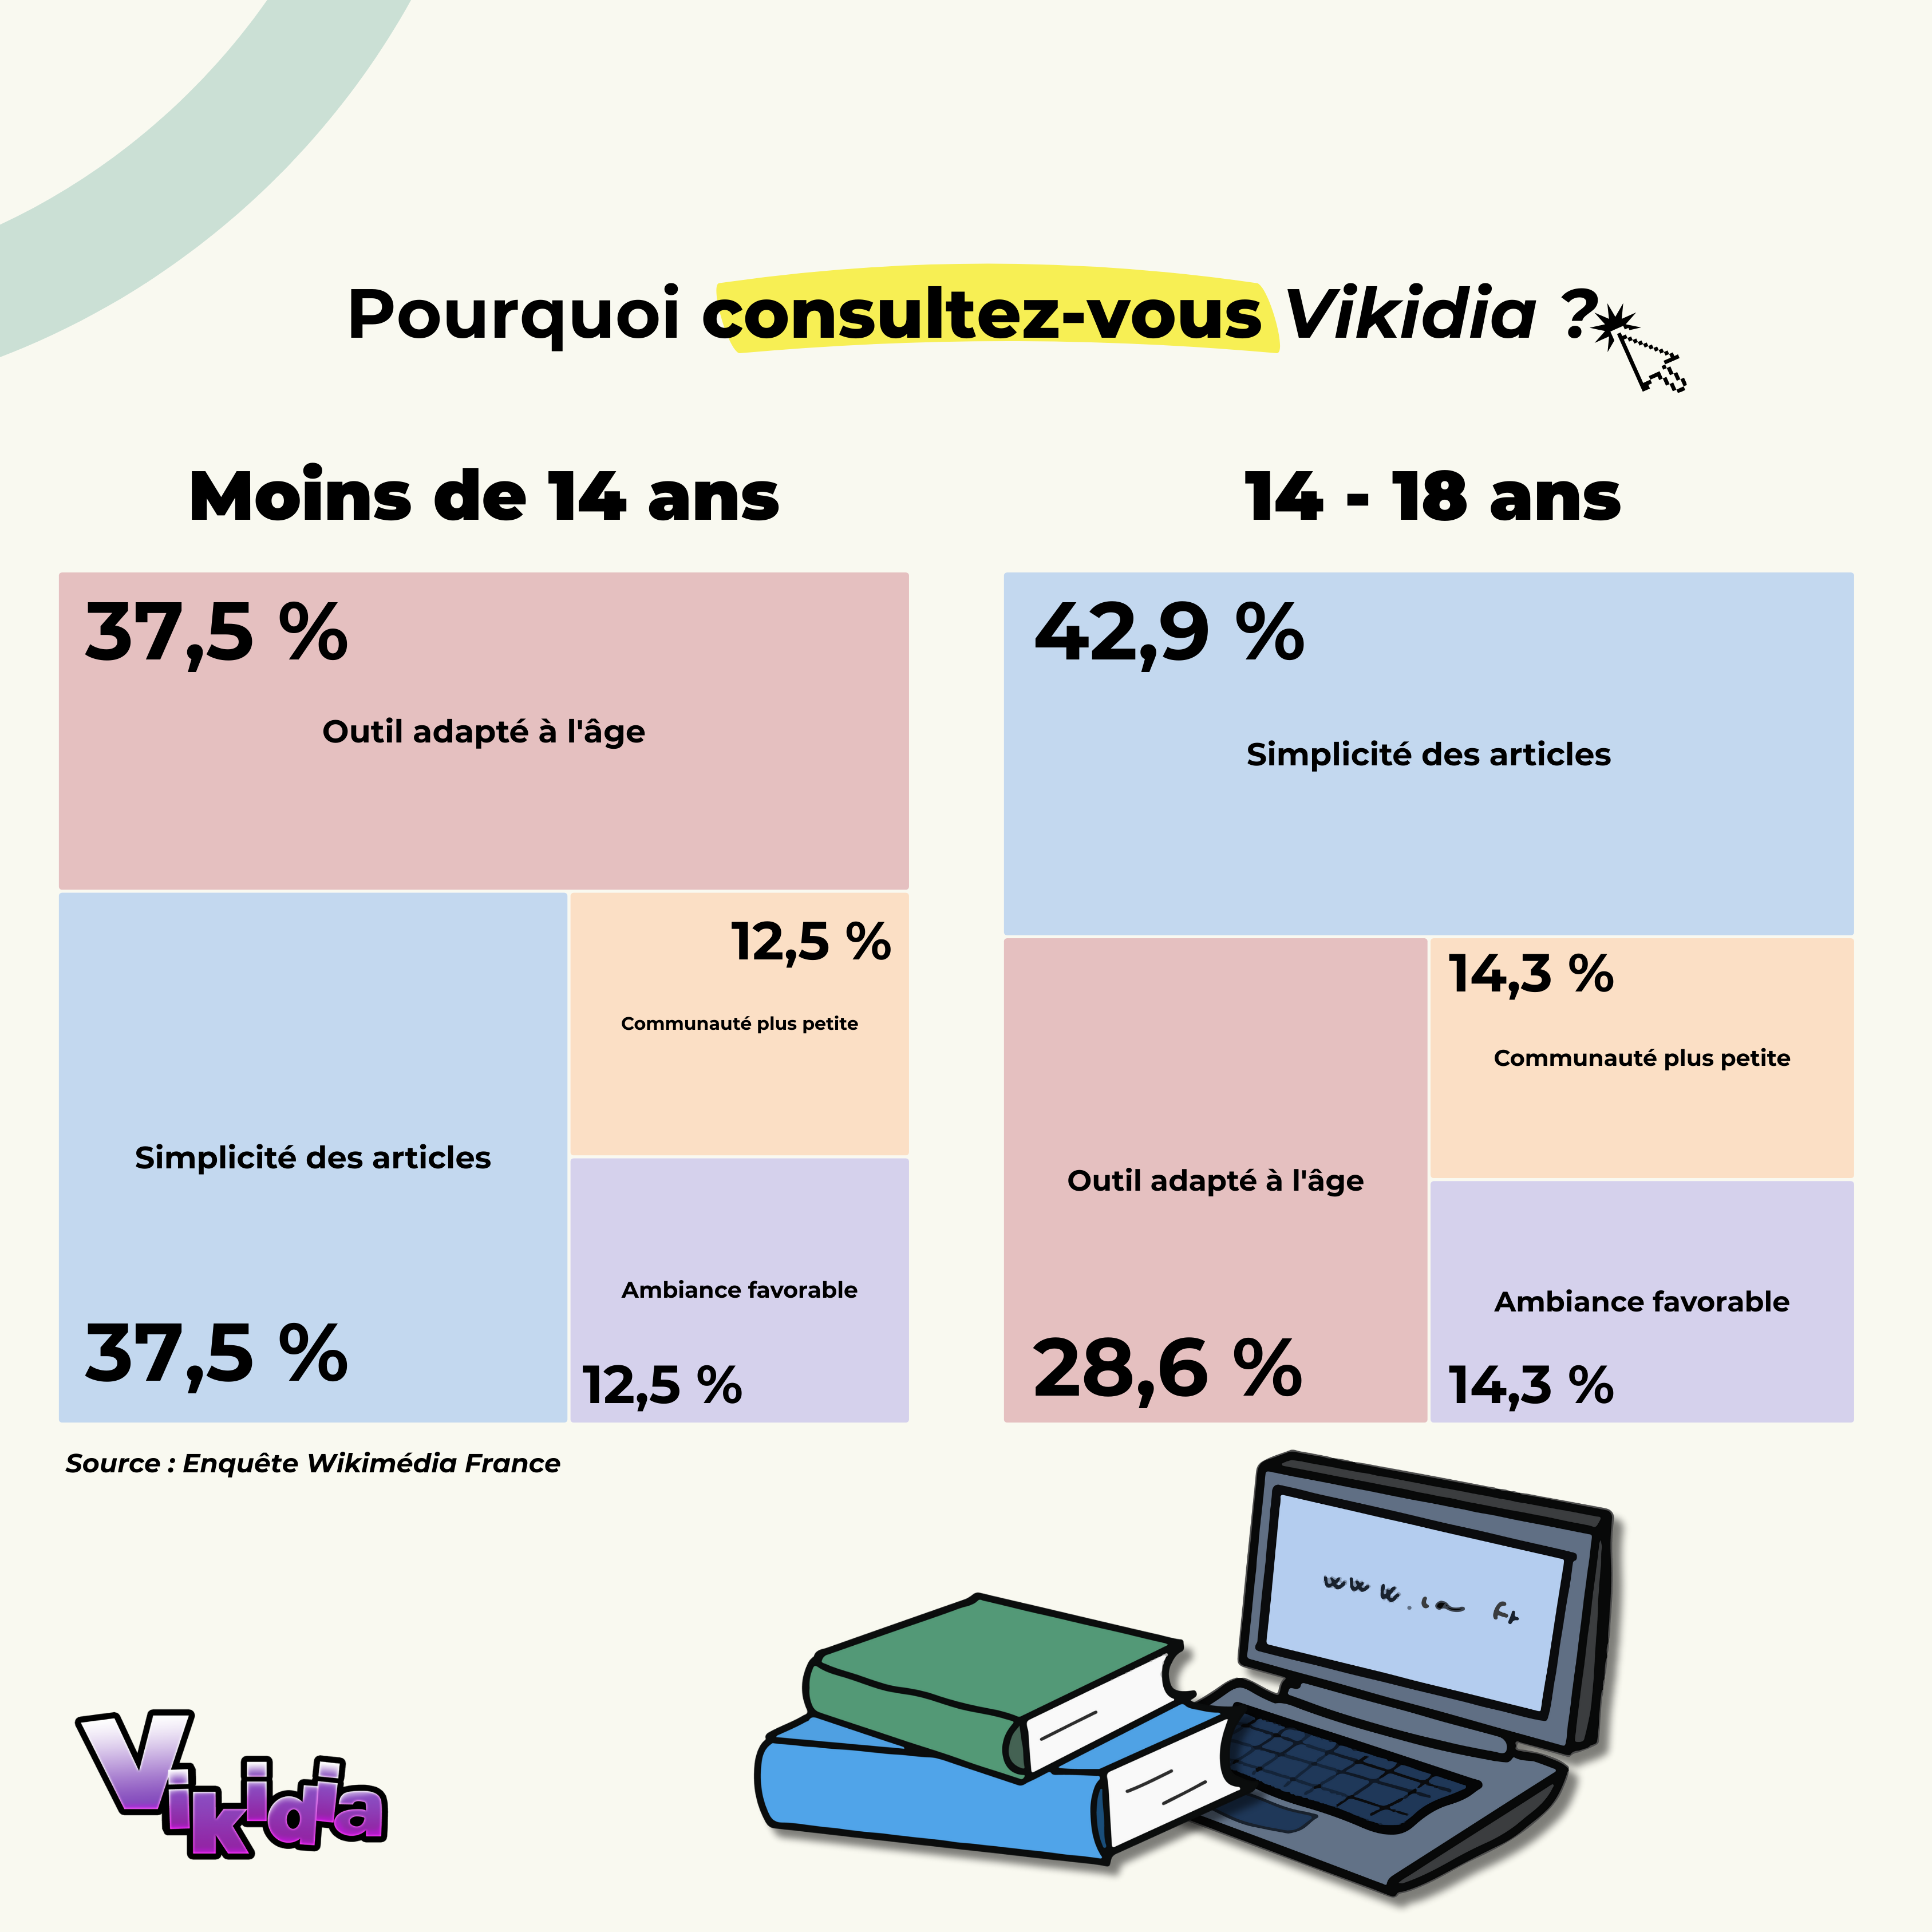 Pourquoi consultez-vous Vikidia ?
Moins de 14 ans
37,5 %
Outil adapté à l'âge
Simplicité des articles
37,5 %
12,5 %
Communauté plus petite
Ambiance favorable
12,5 %
14 - 18 ans
42,9 %
Simplicité des articles
Outil adapté à l'âge
28,6 %
14,3 %
Communauté plus petite
Ambiance favorable
14,3 %
Source : Enquête Wikimédia France
www. fr
Vikidia